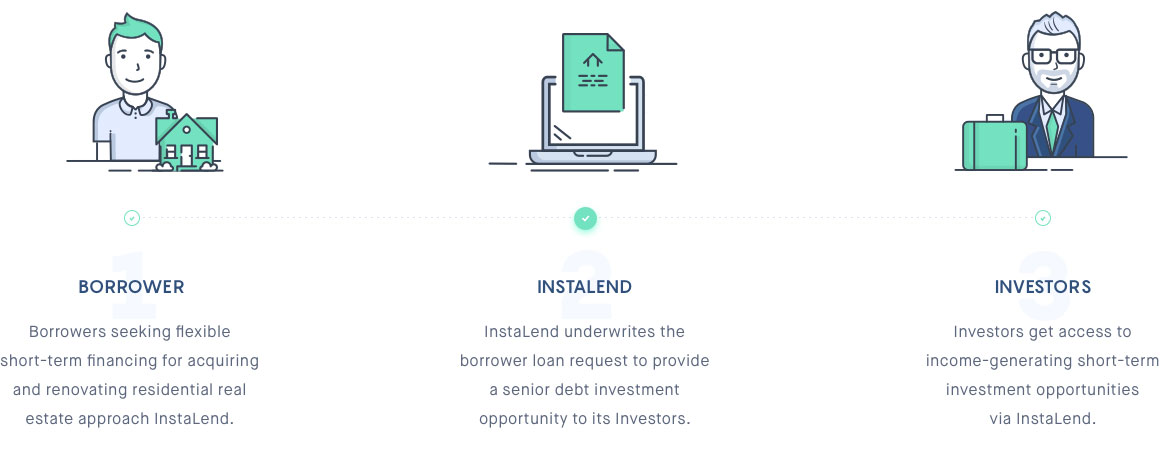 1
BORROWER
Borrowers seeking flexible
short-term financing for acquiring
and renovating residential real
estate approach InstaLend.
2
INSTALEND
InstaLend underwrites the
borrower loan request to provide
a senior debt investment
opportunity to its Investors.
3
INVESTORS
Investors get access to
income-generating short-term
investment opportunities
via InstaLend.